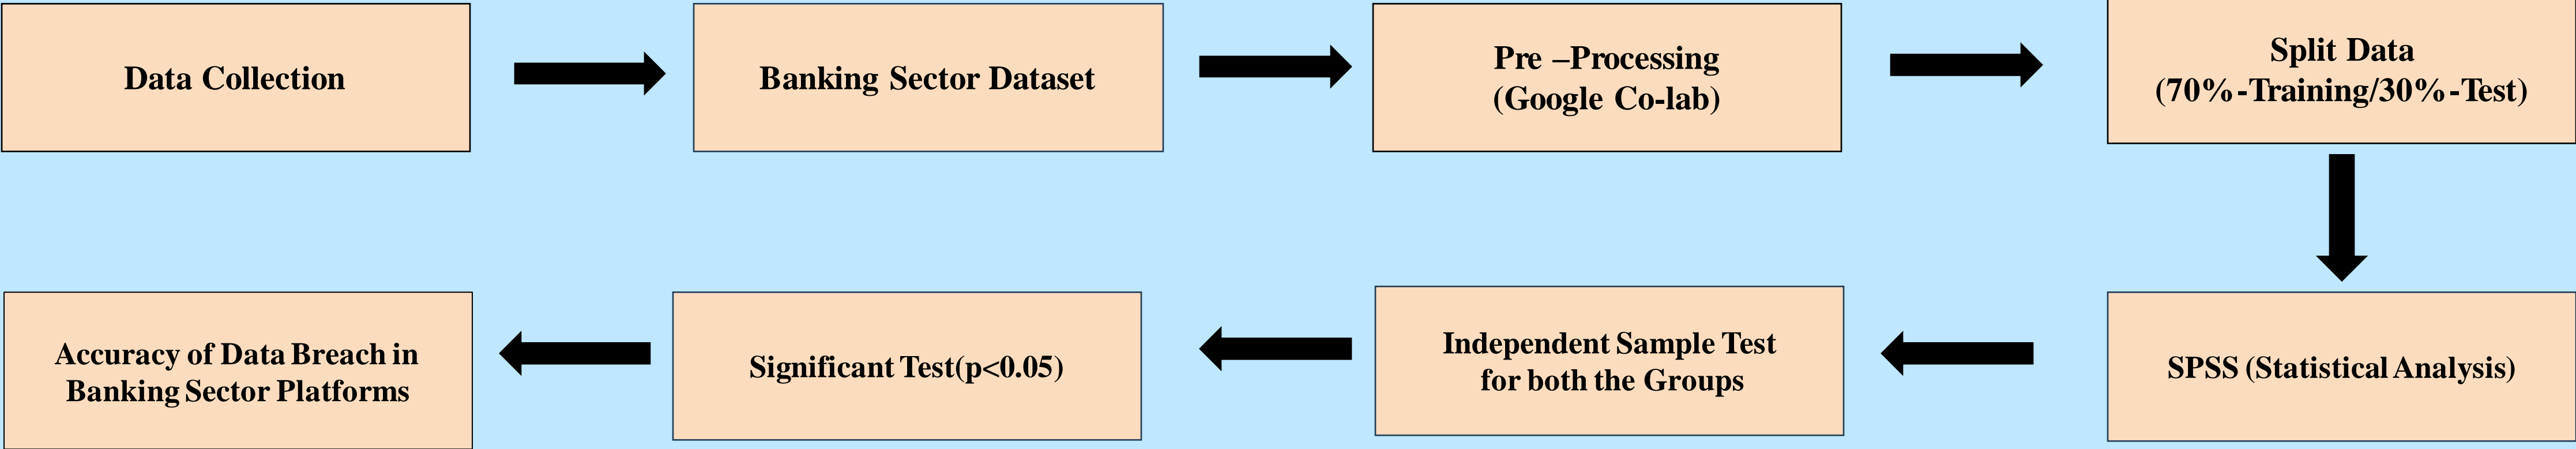 Data Collection
Banking Sector Dataset
Pre –Processing
(Google Co-lab)
Split Data
(70%-Training/30%-Test)
Accuracy of Data Breach in
Banking Sector Platforms
Significant Test(p<0.05)
Independent Sample Test
for both the Groups
SPSS (Statistical Analysis)